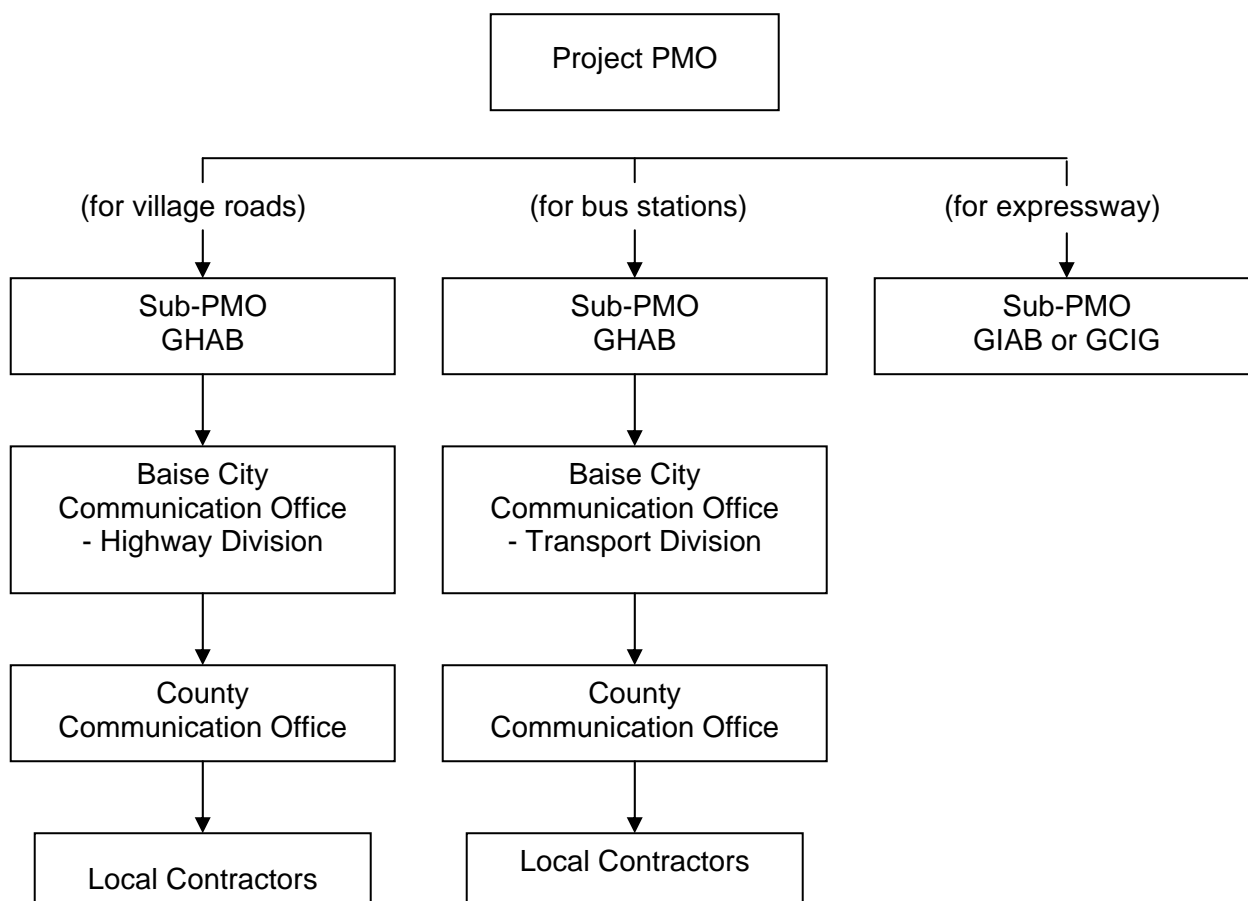 Project PMO
(for village roads)
(for bus stations)
(for expressway)
Sub-PMO
GHAB
Sub-PMO
GHAB
Sub-PMO
GIAB or GCIG
Baise City
Communication Office
- Highway Division
Baise City
Communication Office
- Transport Division
County
Communication Office
County
Communication Office
Local Contractors
Local Contractors